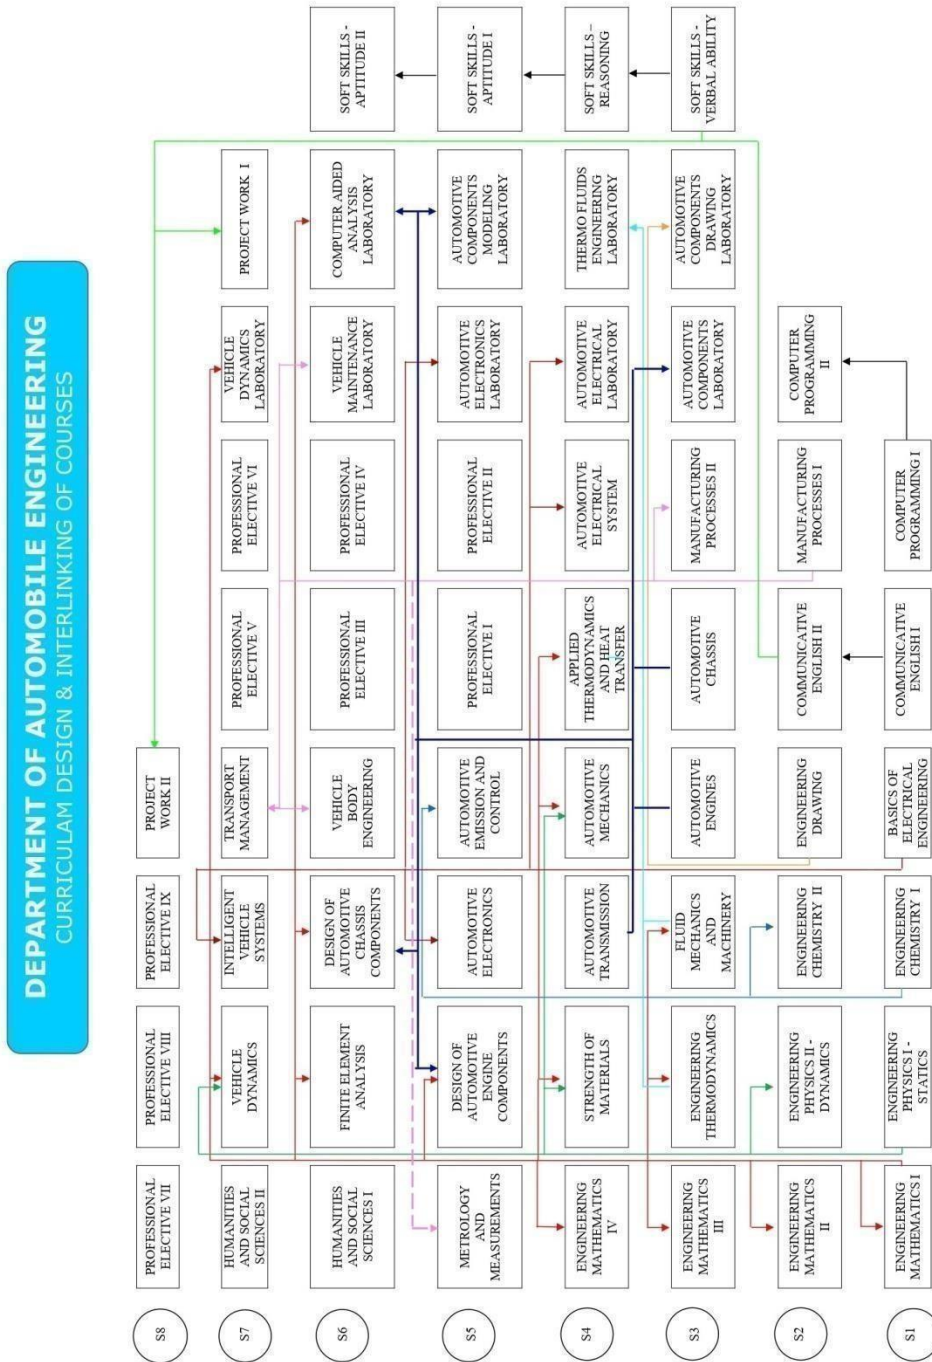 DEPARTMENT OF AUTOMOBILE ENGINEERING
CURRICULAM DESIGN & INTERLINKING OF COURSES
S8
PROFESSIONAL
ELECTIVE VII
PROFESSIONAL
ELECTIVE VIII
PROFESSIONAL
ELECTIVE IX
PROJECT
WORK II
S7
HUMANITIES
AND SOCIAL
SCIENCES II
VEHICLE
DYNAMICS
INTELLIGENT
VEHICLE
SYSTEMS
TRANSPORT
MANAGEMENT
PROFESSIONAL
ELECTIVE V
PROFESSIONAL
ELECTIVE VI
VEHICLE
DYNAMICS
LABORATORY
PROJECT WORK I
S6
HUMANITIES
AND SOCIAL
SCIENCES I
FINITE ELEMENT
ANALYSIS
DESIGN OF
AUTOMOTIVE
CHASSIS
COMPONENTS
VEHICLE
BODY
ENGINEERING
PROFESSIONAL
ELECTIVE III
PROFESSIONAL
ELECTIVE IV
VEHICLE
MAINTENANCE
LABORATORY
COMPUTER AIDED
ANALYSIS
LABORATORY
SOFT SKILLS -
APTITUDE II
S5
METROLOGY
AND
MEASUREMENTS
DESIGN OF
AUTOMOTIVE
ENGINE
COMPONENTS
AUTOMOTIVE
ELECTRONICS
AUTOMOTIVE
EMISSION AND
CONTROL
PROFESSIONAL
ELECTIVE I
PROFESSIONAL
ELECTIVE II
AUTOMOTIVE
ELECTRONICS
LABORATORY
AUTOMOTIVE
COMPONENTS
MODELING
LABORATORY
SOFT SKILLS -
APTITUDE I
S4
ENGINEERING
MATHEMATICS
IV
STRENGTH OF
MATERIALS
AUTOMOTIVE
TRANSMISSION
AUTOMOTIVE
MECHANICS
APPLIED
THERMODYNAMICS
AND HEAT
TRANSFER
AUTOMOTIVE
ELECTRICAL
SYSTEM
AUTOMOTIVE
ELECTRICAL
LABORATORY
THERMO FLUIDS
ENGINEERING
LABORATORY
SOFT SKILLS –
REASONING
S3
ENGINEERING
MATHEMATICS
III
ENGINEERING
THERMODYNAMICS
FLUID
MECHANICS
AND
MACHINERY
AUTOMOTIVE
ENGINES
AUTOMOTIVE
CHASSIS
MANUFACTURING
PROCESSES II
AUTOMOTIVE
COMPONENTS
LABORATORY
AUTOMOTIVE
COMPONENTS
DRAWING
LABORATORY
SOFT SKILLS -
VERBAL ABILITY
S2
ENGINEERING
MATHEMATICS
II
ENGINEERING
PHYSICS II -
DYNAMICS
ENGINEERING
CHEMISTRY II
ENGINEERING
DRAWING
COMMUNICATIVE
ENGLISH II
MANUFACTURING
PROCESSES I
COMPUTER
PROGRAMMING
II
S1
ENGINEERING
MATHEMATICS I
ENGINEERING
PHYSICS I -
STATICS
ENGINEERING
CHEMISTRY I
BASICS OF
ELECTRICAL
ENGINEERING
COMMUNICATIVE
ENGLISH I
COMPUTER
PROGRAMMING I